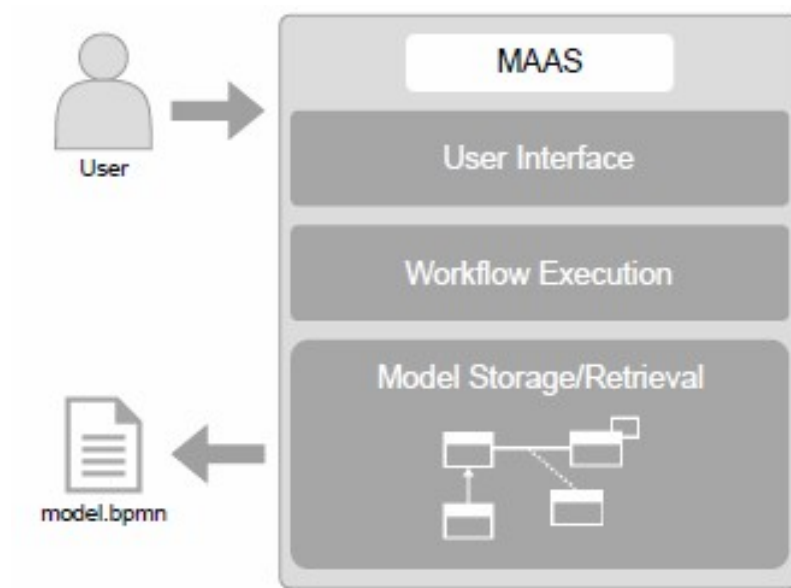 MAAS
User
User Interface
Workflow Execution
Model Storage/Retrieval
model.bpmn